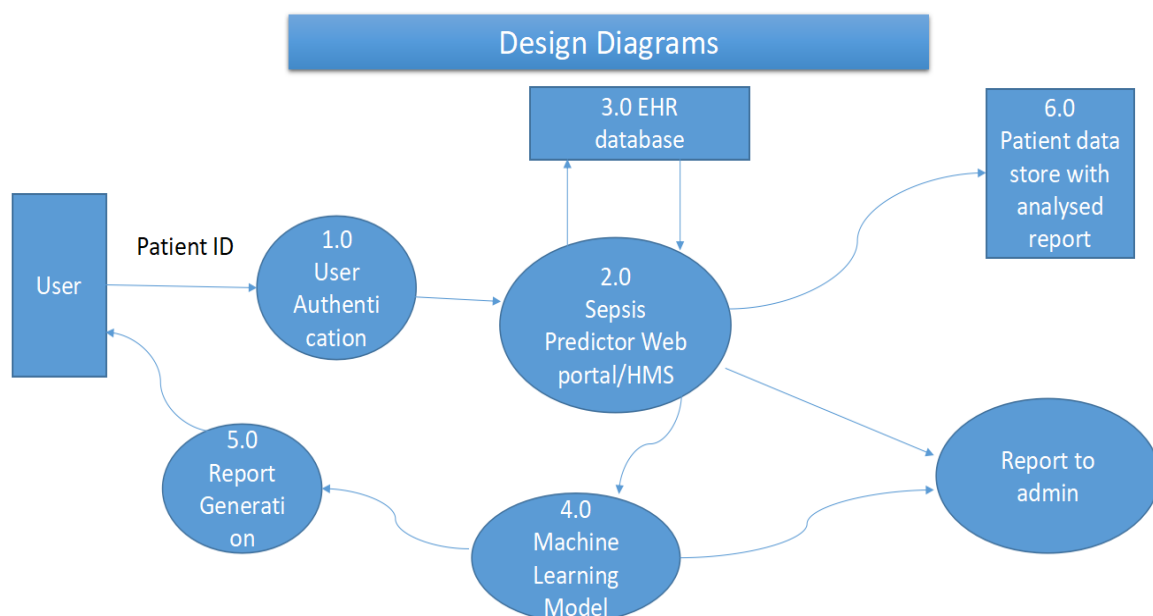 Design Diagrams
3.0 EHR
database
6.0
Patient data
store with
analysed
report
Patient ID
User
1.0
User
Authenti
cation
2.0
Sepsis
Predictor Web
portal/HMS
5.0
Report
Generati
on
4.0
Machine
Learning
Model
Report to
admin